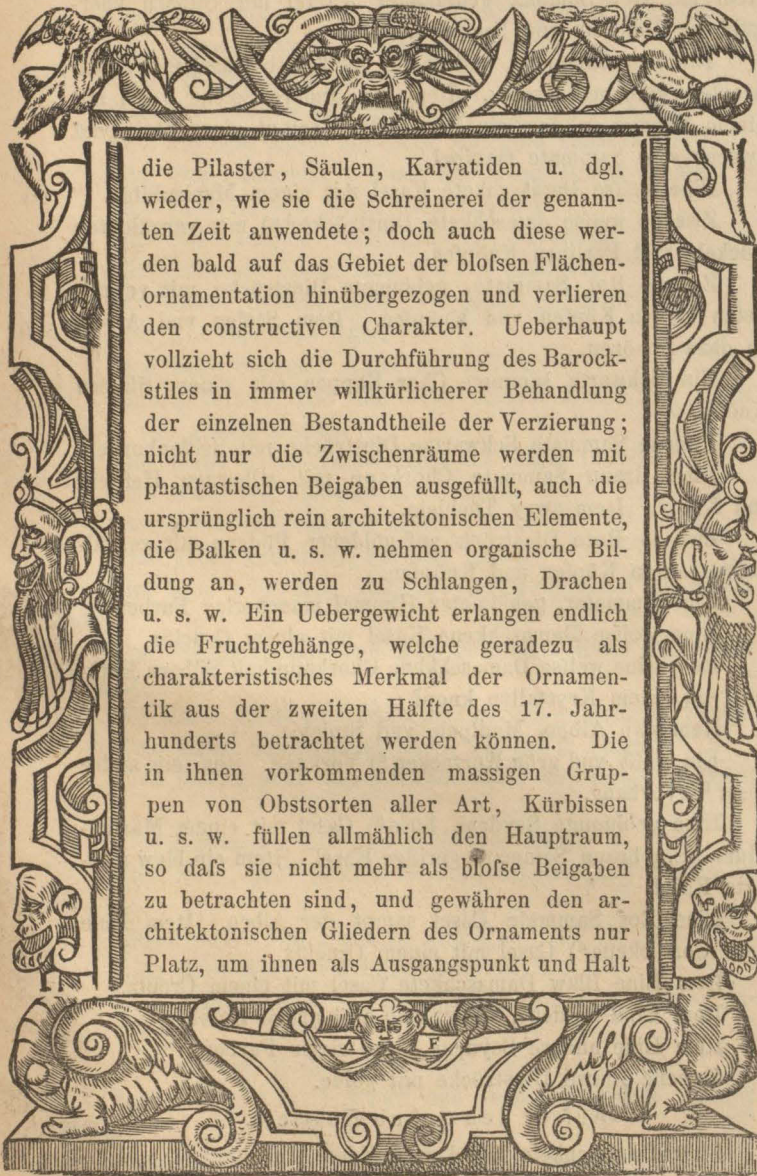 die Pilaster, Säulen, Karyatiden u. dgl.
wieder, wie sie die Schreinerei der genann-
ten Zeit anwendete; doch auch diese wer-
den bald auf das Gebiet der bloſsen Flächen-
ornamentation hinübergezogen und verlieren
den constructiven Charakter. Ueberhaupt
vollzieht sich die Durchführung des Barock-
stiles in immer willkürlicherer Behandlung
der einzelnen Bestandtheile der Verzierung;
nicht nur die Zwischenräume werden mit
phantastischen Beigaben ausgefüllt, auch die
ursprünglich rein architektonischen Elemente,
die Balken u. s. w. nehmen organische Bil-
dung an, werden zu Schlangen, Drachen
u. s. w. Ein Uebergewicht erlangen endlich
die Fruchtgehänge, welche geradezu als
charakteristisches Merkmal der Ornamen-
tik aus der zweiten Hälfte des 17. Jahr-
hunderts betrachtet werden können. Die
in ihnen vorkommenden massigen Grup-
pen von Obstsorten aller Art, Kürbissen
u. s. w. füllen allmählich den Hauptraum,
so daſs sie nicht mehr als bloſse Beigaben
zu betrachten sind, und gewähren den ar-
chitektonischen Gliedern des Ornaments nur
Platz, um ihnen als Ausgangspunkt und Halt
A F